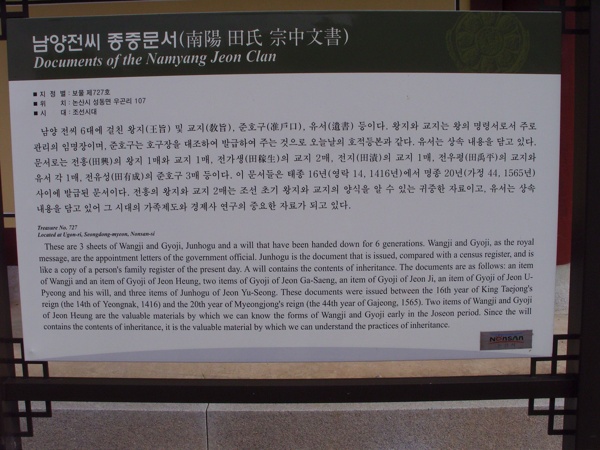 남양전씨 종중문서(南陽 田氏 宗中文書)
Documents of the Namyang Jeon Clan
■ 지 정 별 : 보물 제727호
■ 위 치 : 논산시 성동면 우곤리 107
■ 시 대 : 조선시대
남양 전씨 6대에 걸친 왕지(王旨) 및 교지(敎旨), 준호구(准戶口), 유서(遺書) 등이다. 왕지와 교지는 왕의 명령서로서 주로
관리의 임명장이며, 준호구는 호구장을 대조하여 발급하여 주는 것으로 오늘날의 호적등본과 같다. 유서는 상속 내용을 담고 있다.
문서로는 전흥(田興)의 왕지 1매와 교지 1매, 전가생(田稼生)의 교지 2매, 전지(田漬)의 교지 1매, 전우평(田禹平)의 교지와
유서 각 1매, 전유성(田有成)의 준호구 3매 등이다. 이 문서들은 태종 16년(영락 14, 1416년)에서 명종 20년(가정 44, 1565년)
사이에 발급된 문서이다. 전흥의 왕지와 교지 2매는 조선 초기 왕지와 교지의 양식을 알 수 있는 귀중한 자료이고, 유서는 상속
내용을 담고 있어 그 시대의 가족제도와 경제사 연구의 중요한 자료가 되고 있다.
Treasure No. 727
Located at Ugon-ri, Seongdong-myeon, Nonsan-si
These are 3 sheets of Wangji and Gyoji, Junhogu and a will that have been handed down for 6 generations. Wangji and Gyoji, as the royal
message, are the appointment letters of the government official. Junhogu is the document that is issued, compared with a census register, and is
like a copy of a person's family register of the present day. A will contains the contents of inheritance. The documents are as follows: an item
of Wangji and an item of Gyoji of Jeon Heung, two items of Gyoji of Jeon Ga-Saeng, an item of Gyoji of Jeon Ji, an item of Gyoji of Jeon U-
Pyeong and his will, and three items of Junhogu of Jeon Yu-Seong. These documents were issued between the 16th year of King Taejong's
reign (the 14th of Yeongnak, 1416) and the 20th year of Myeongjong's reign (the 44th year of Gajeong, 1565). Two items of Wangji and Gyoji
of Jeon Heung are the valuable materials by which we can know the forms of Wangji and Gyoji early in the Joseon period. Since the will
contains the contents of inheritance, it is the valuable material by which we can understand the practices of inheritance.
NONSAN